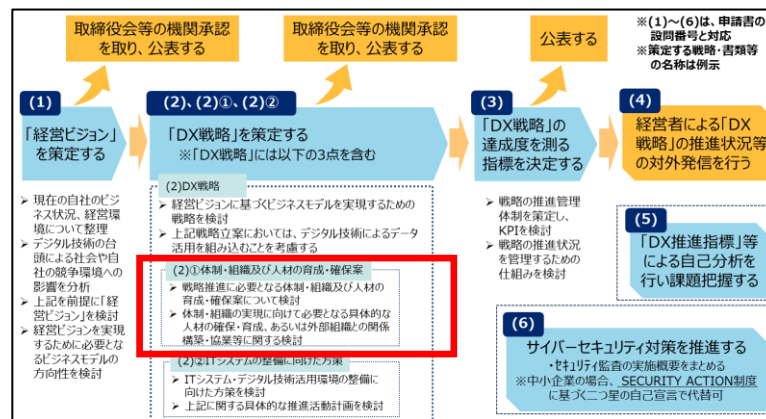 取締役会等の機関承認
を取り、公表する
取締役会等の機関承認
を取り、公表する
公表する
※(1)~(6)は、申請書の
設問番号と対応
※策定する戦略・書類等
の名称は例示
(1)
「経営ビジョン」
を策定する
➢ 現在の自社のビジ
ネス状況、経営環
境について整理
➢ デジタル技術の台
頭による社会や自
社の競争環境への
影響を分析
➢ 上記を前提に「経
営ビジョン」を検討
➢ 経営ビジョンを実現
するために必要とな
るビジネスモデルの
方向性を検討
(2)、(2)①、(2)②
「DX戦略」を策定する
※「DX戦略」には以下の3点を含む
(2)DX戦略
➢ 経営ビジョンに基づくビジネスモデルを実現するための
戦略を検討
➢ 上記戦略立案においては、デジタル技術によるデータ
活用を組み込むことを考慮する
(2)①体制・組織及び人材の育成・確保案
➢ 戦略推進に必要となる体制・組織及び人材の
育成・確保案について検討
➢ 体制・組織の実現に向けて必要となる具体的な
人材の確保・育成、あるいは外部組織との関係
構築・協業等に関する検討
(2)②ITシステムの整備に向けた方策
➢ ITシステム・デジタル技術活用環境の整備に
向けた方策を検討
➢ 上記に関する具体的な推進活動計画を検討
(3)
「DX戦略」の
達成度を測る
指標を決定する
➢ 戦略の推進管理
体制を策定し、
KPIを検討
➢ 戦略の推進状況
を管理するための
仕組みを検討
(4)
経営者による「DX
戦略」の推進状況等
の対外発信を行う
(5)
「DX推進指標」等
による自己分析を
行い課題把握する
(6)
サイバーセキュリティ対策を推進する
・セキュリティ監査の実施概要をまとめる
※中小企業の場合、SECURITY ACTION制度
に基づく二つ星の自己宣言で代替可